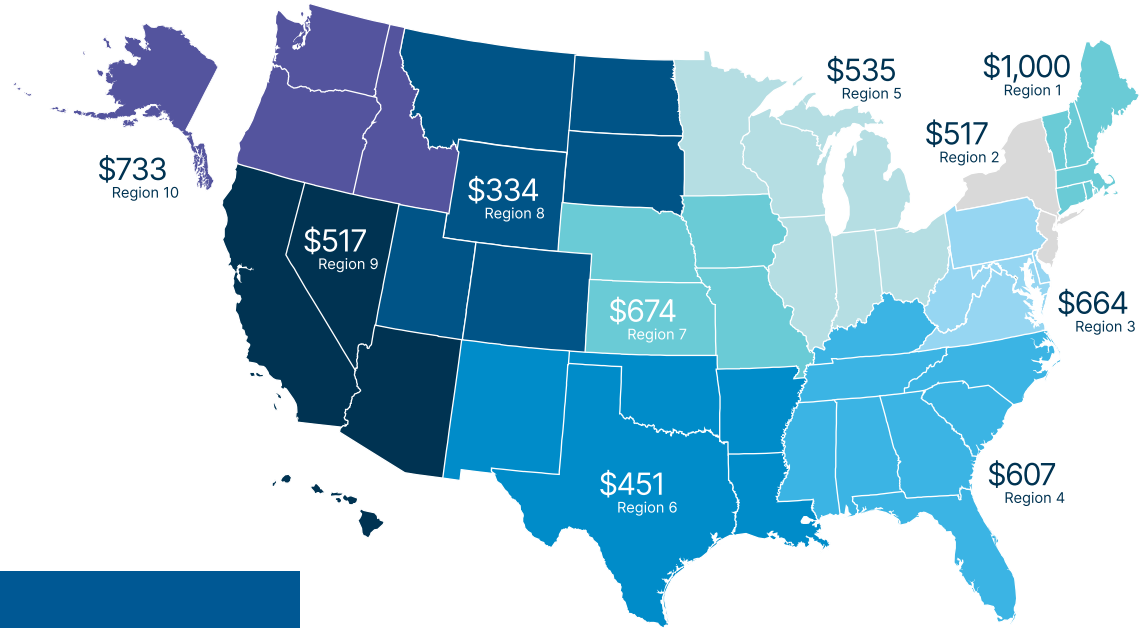 $535
Region 5
$1,000
Region 1
$517
Region 2
$733
Region 10
$334
Region 8
$517
Region 9
$674
Region 7
$664
Region 3
$451
Region 6
$607
Region 4